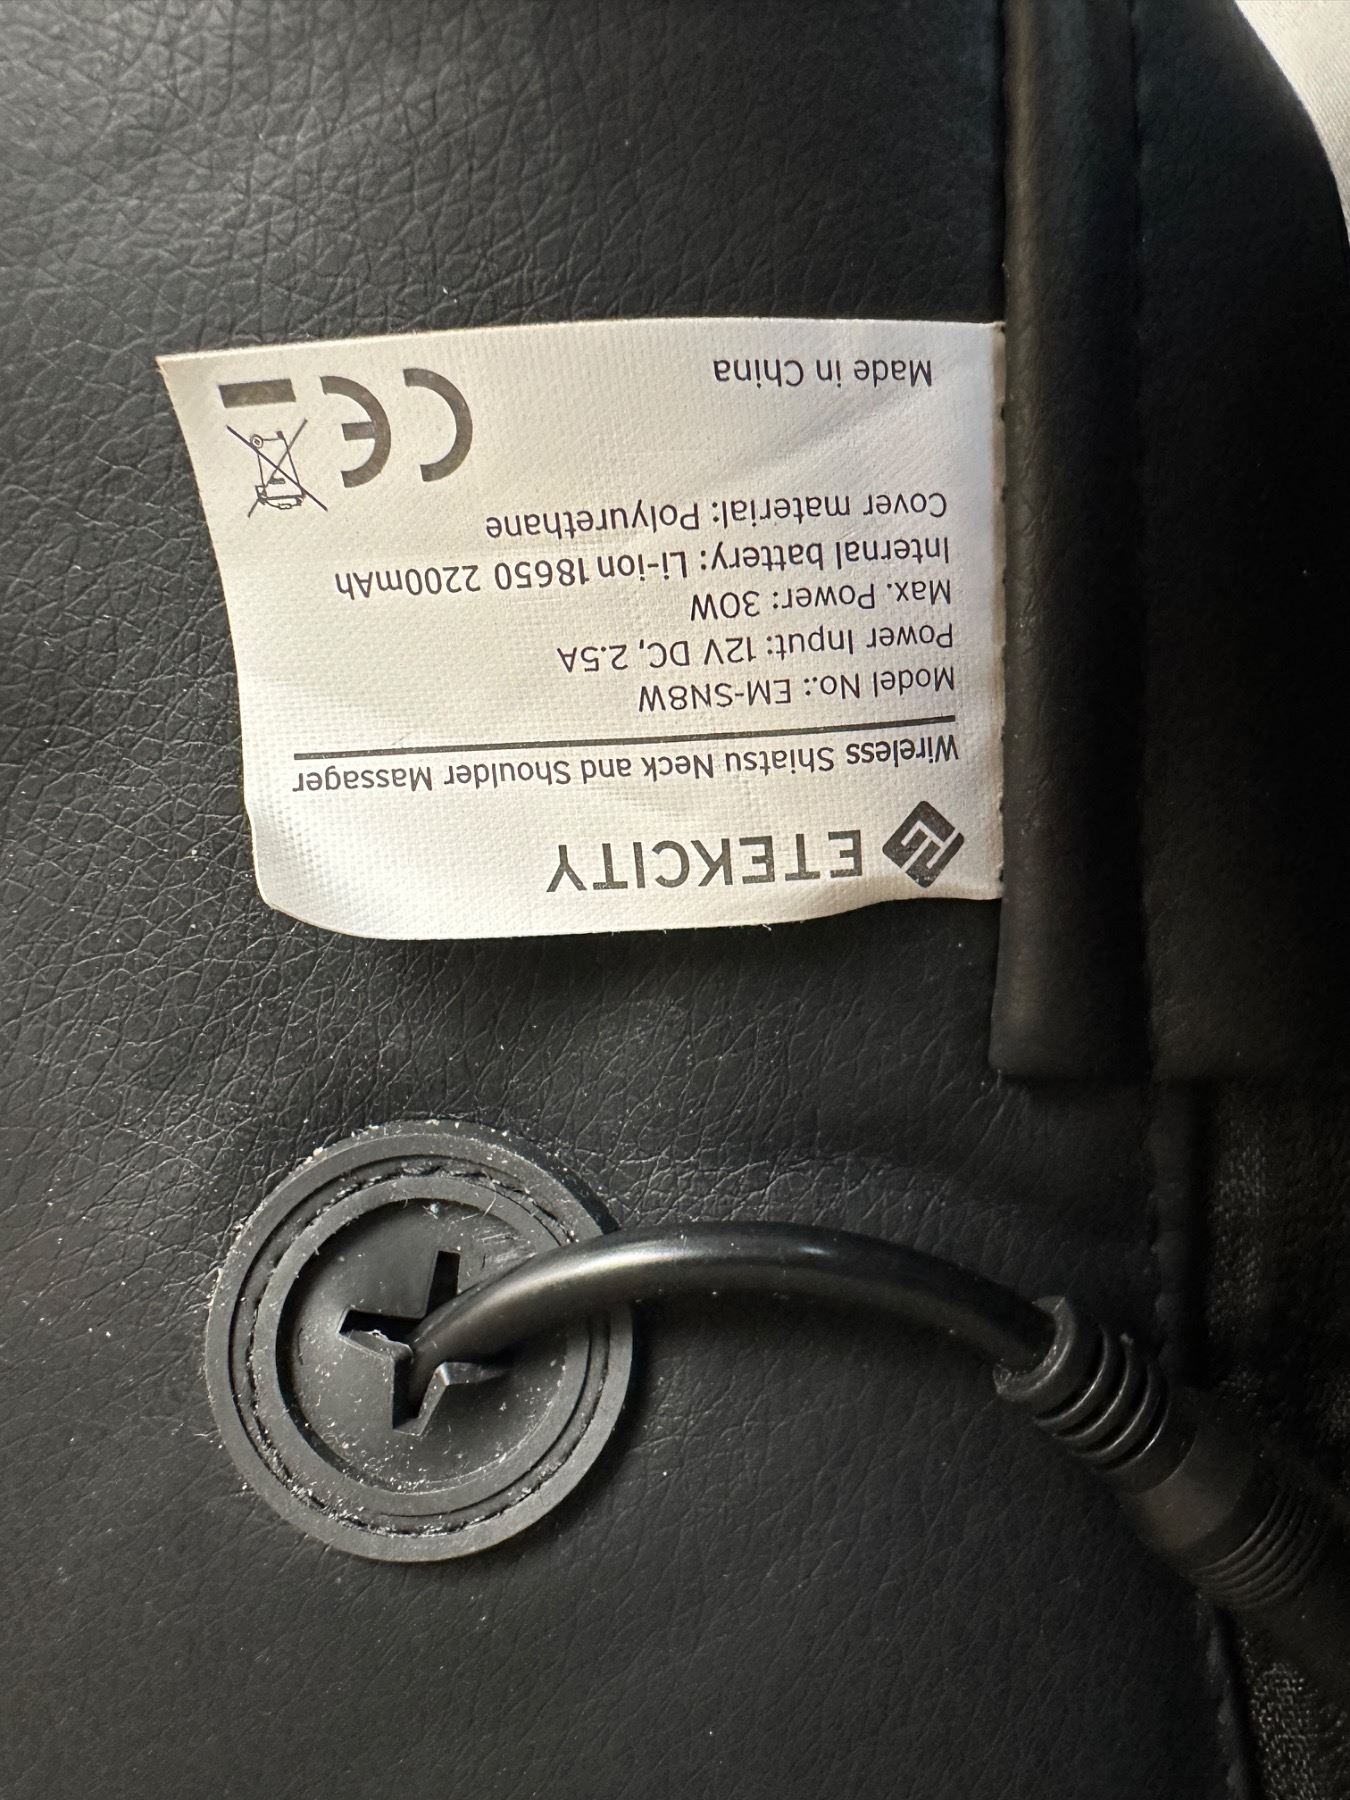 ETEKCITY
Wireless Shiatsu Neck and Shoulder Massager
Model No.: EM-SN8W
Power Input: 12V DC, 2.5A
Max. Power: 30W
Internal battery: Li-ion 18650 2200mAh
Cover material: Polyurethane
Made in China
CE